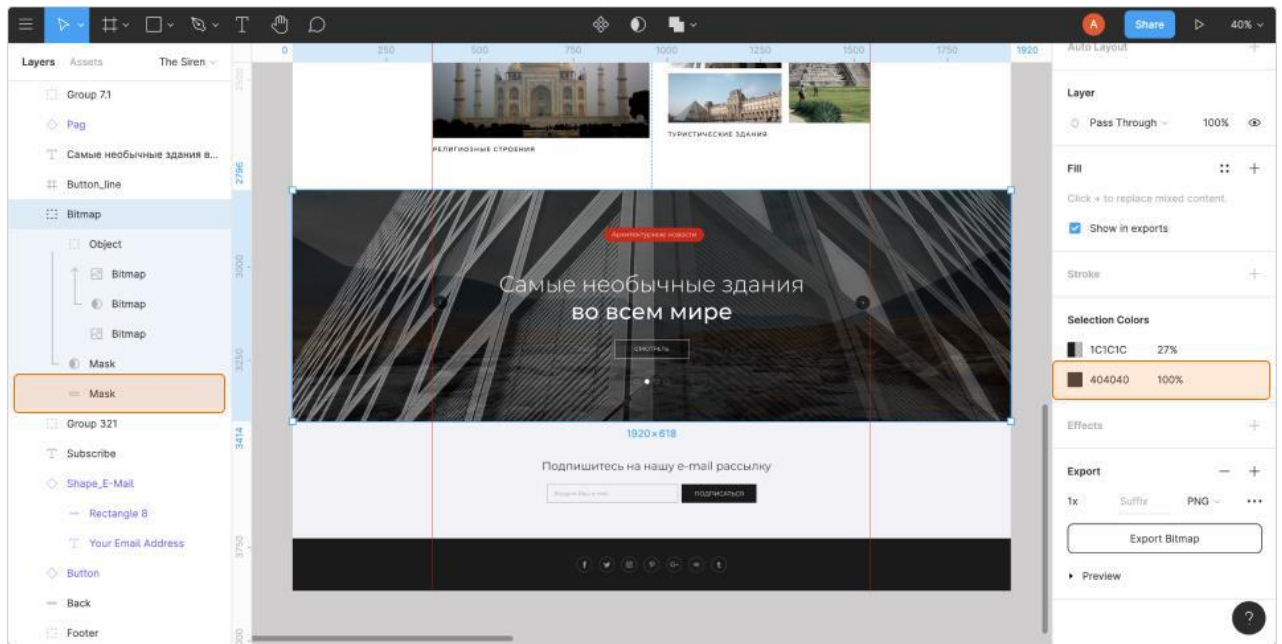 A
Share
40%
Layers
Assets
The Siren
Group 7.1
Pag
Самые необычные здания в...
Button_line
Bitmap
Object
Bitmap
Bitmap
Bitmap
Mask
Mask
Group 321
Subscribe
Shape_E-Mail
Rectangle 8
Your Email Address
Button
Back
Footer
0
250
500
750
1000
1250
1500
1750
1920
2500
2796
3000
3250
3414
3750
РЕЛИГИОЗНЫЕ СТРОЕНИЯ
ТУРИСТИЧЕСКИЕ ЗДАНИЯ
Архитектурные новости
Самые необычные здания
во всем мире
СМОТРЕТЬ
1920 × 618
Подпишитесь на нашу e-mail рассылку
Введите Ваш e-mail
ПОДПИСАТЬСЯ
Auto Layout
Layer
Pass Through
100%
Fill
Click + to replace mixed content.
Show in exports
Stroke
Selection Colors
1C1C1C 27%
404040 100%
Effects
Export
1x
Suffix
PNG
Export Bitmap
Preview
?